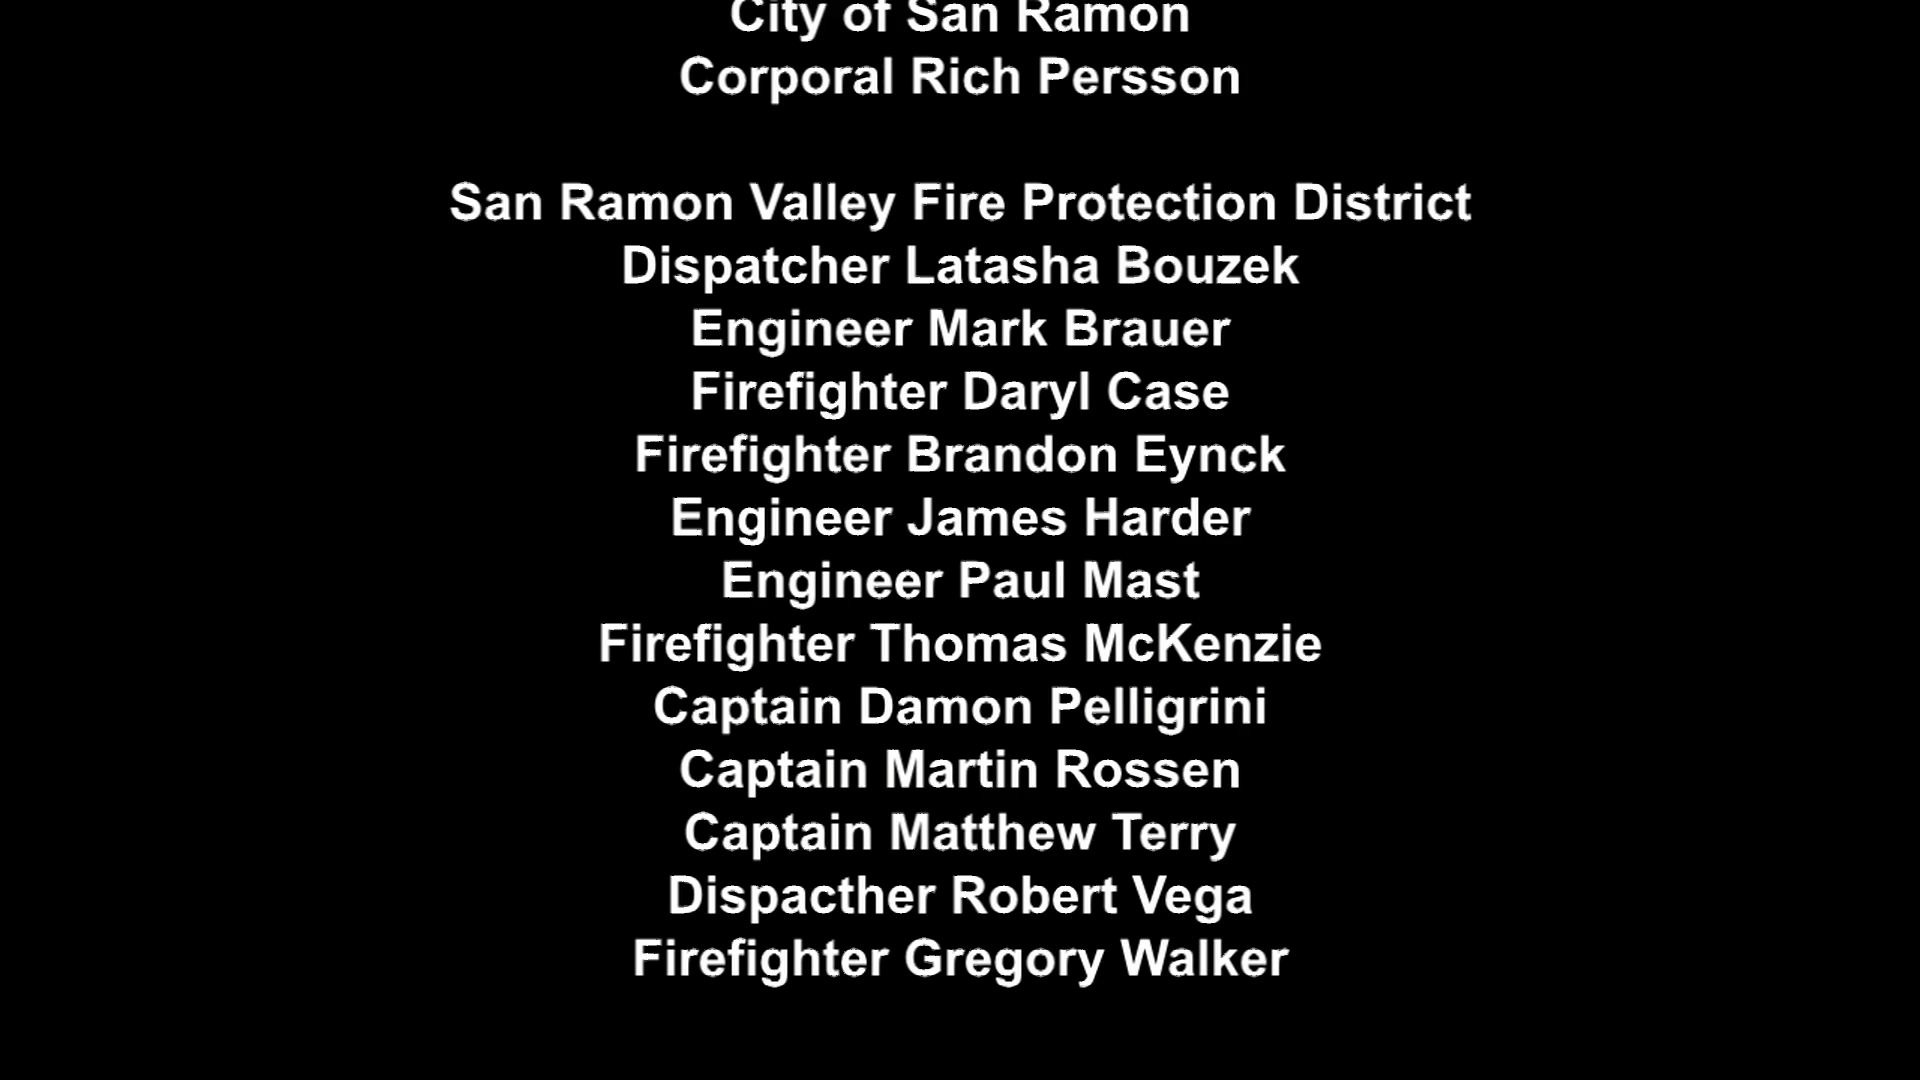 City of San Ramon
Corporal Rich Persson
San Ramon Valley Fire Protection District
Dispatcher Latasha Bouzek
Engineer Mark Brauer
Firefighter Daryl Case
Firefighter Brandon Eynck
Engineer James Harder
Engineer Paul Mast
Firefighter Thomas McKenzie
Captain Damon Pelligrini
Captain Martin Rossen
Captain Matthew Terry
Dispacther Robert Vega
Firefighter Gregory Walker